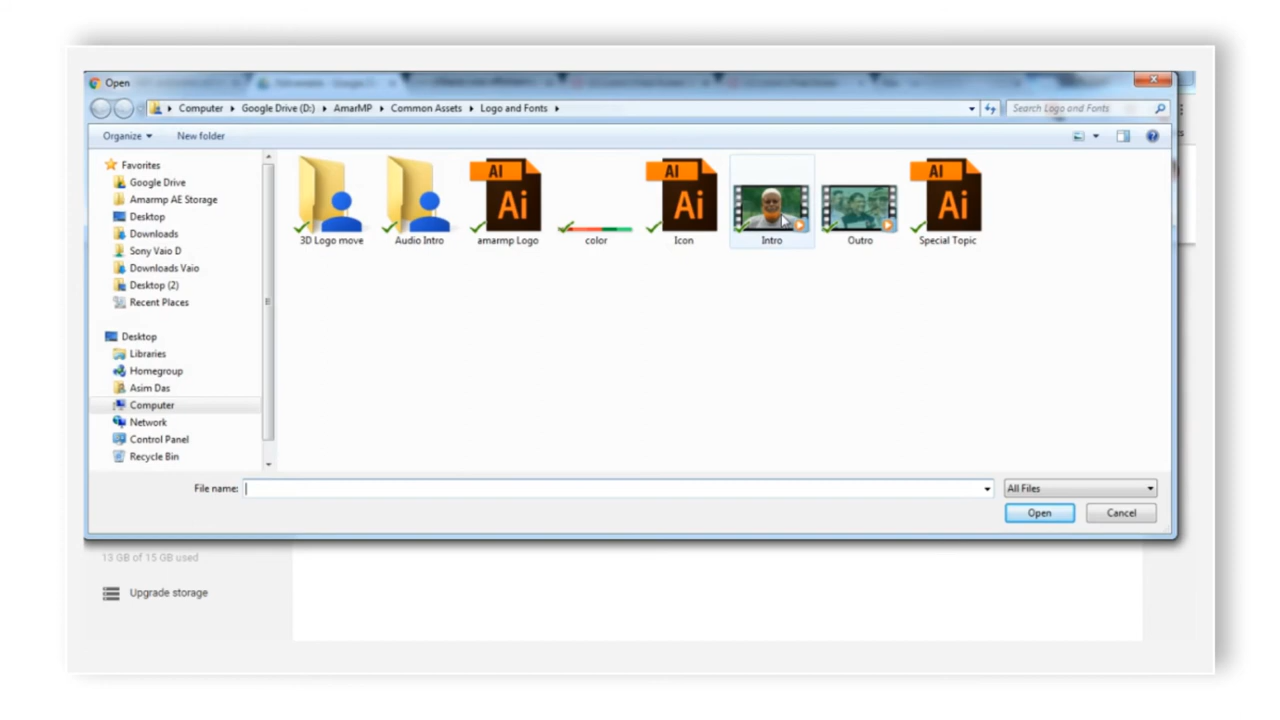 Open
Computer Google Drive (D:) AmarMP Common Assets Logo and Fonts Search Logo and Fonts
Organize New folder
Favorites
Google Drive
Amarmp AE Storage
Desktop
Downloads
Sony Vaio D
Downloads Vaio
Desktop (2)
Recent Places
Desktop
Libraries
Homegroup
Asim Das
Computer
Network
Control Panel
Recycle Bin
AI AI AI
Ai Ai Ai
3D Logo move Audio Intro amarmp Logo color Icon Intro Outro Special Topic
File name: All Files
Open Cancel
13 GB of 15 GB used
Upgrade storage